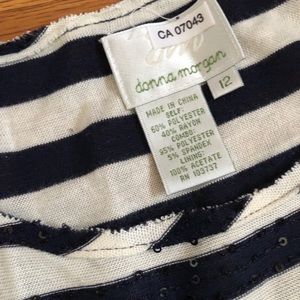 CA 07043
donna morgan
12
MADE IN CHINA
SELF:
60% POLYESTER
40% RAYON
COMBO:
95% POLYESTER
5% SPANDEX
LINING:
100% ACETATE
RN 103737